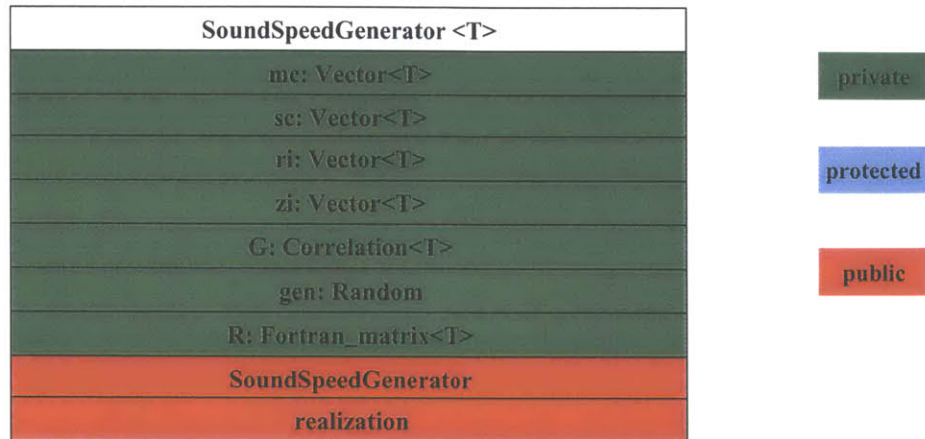 SoundSpeedGenerator <T>
mc: Vector<T>
sc: Vector<T>
ri: Vector<T>
zi: Vector<T>
G: Correlation<T>
gen: Random
R: Fortran_matrix<T>
SoundSpeedGenerator
realization
private
protected
public